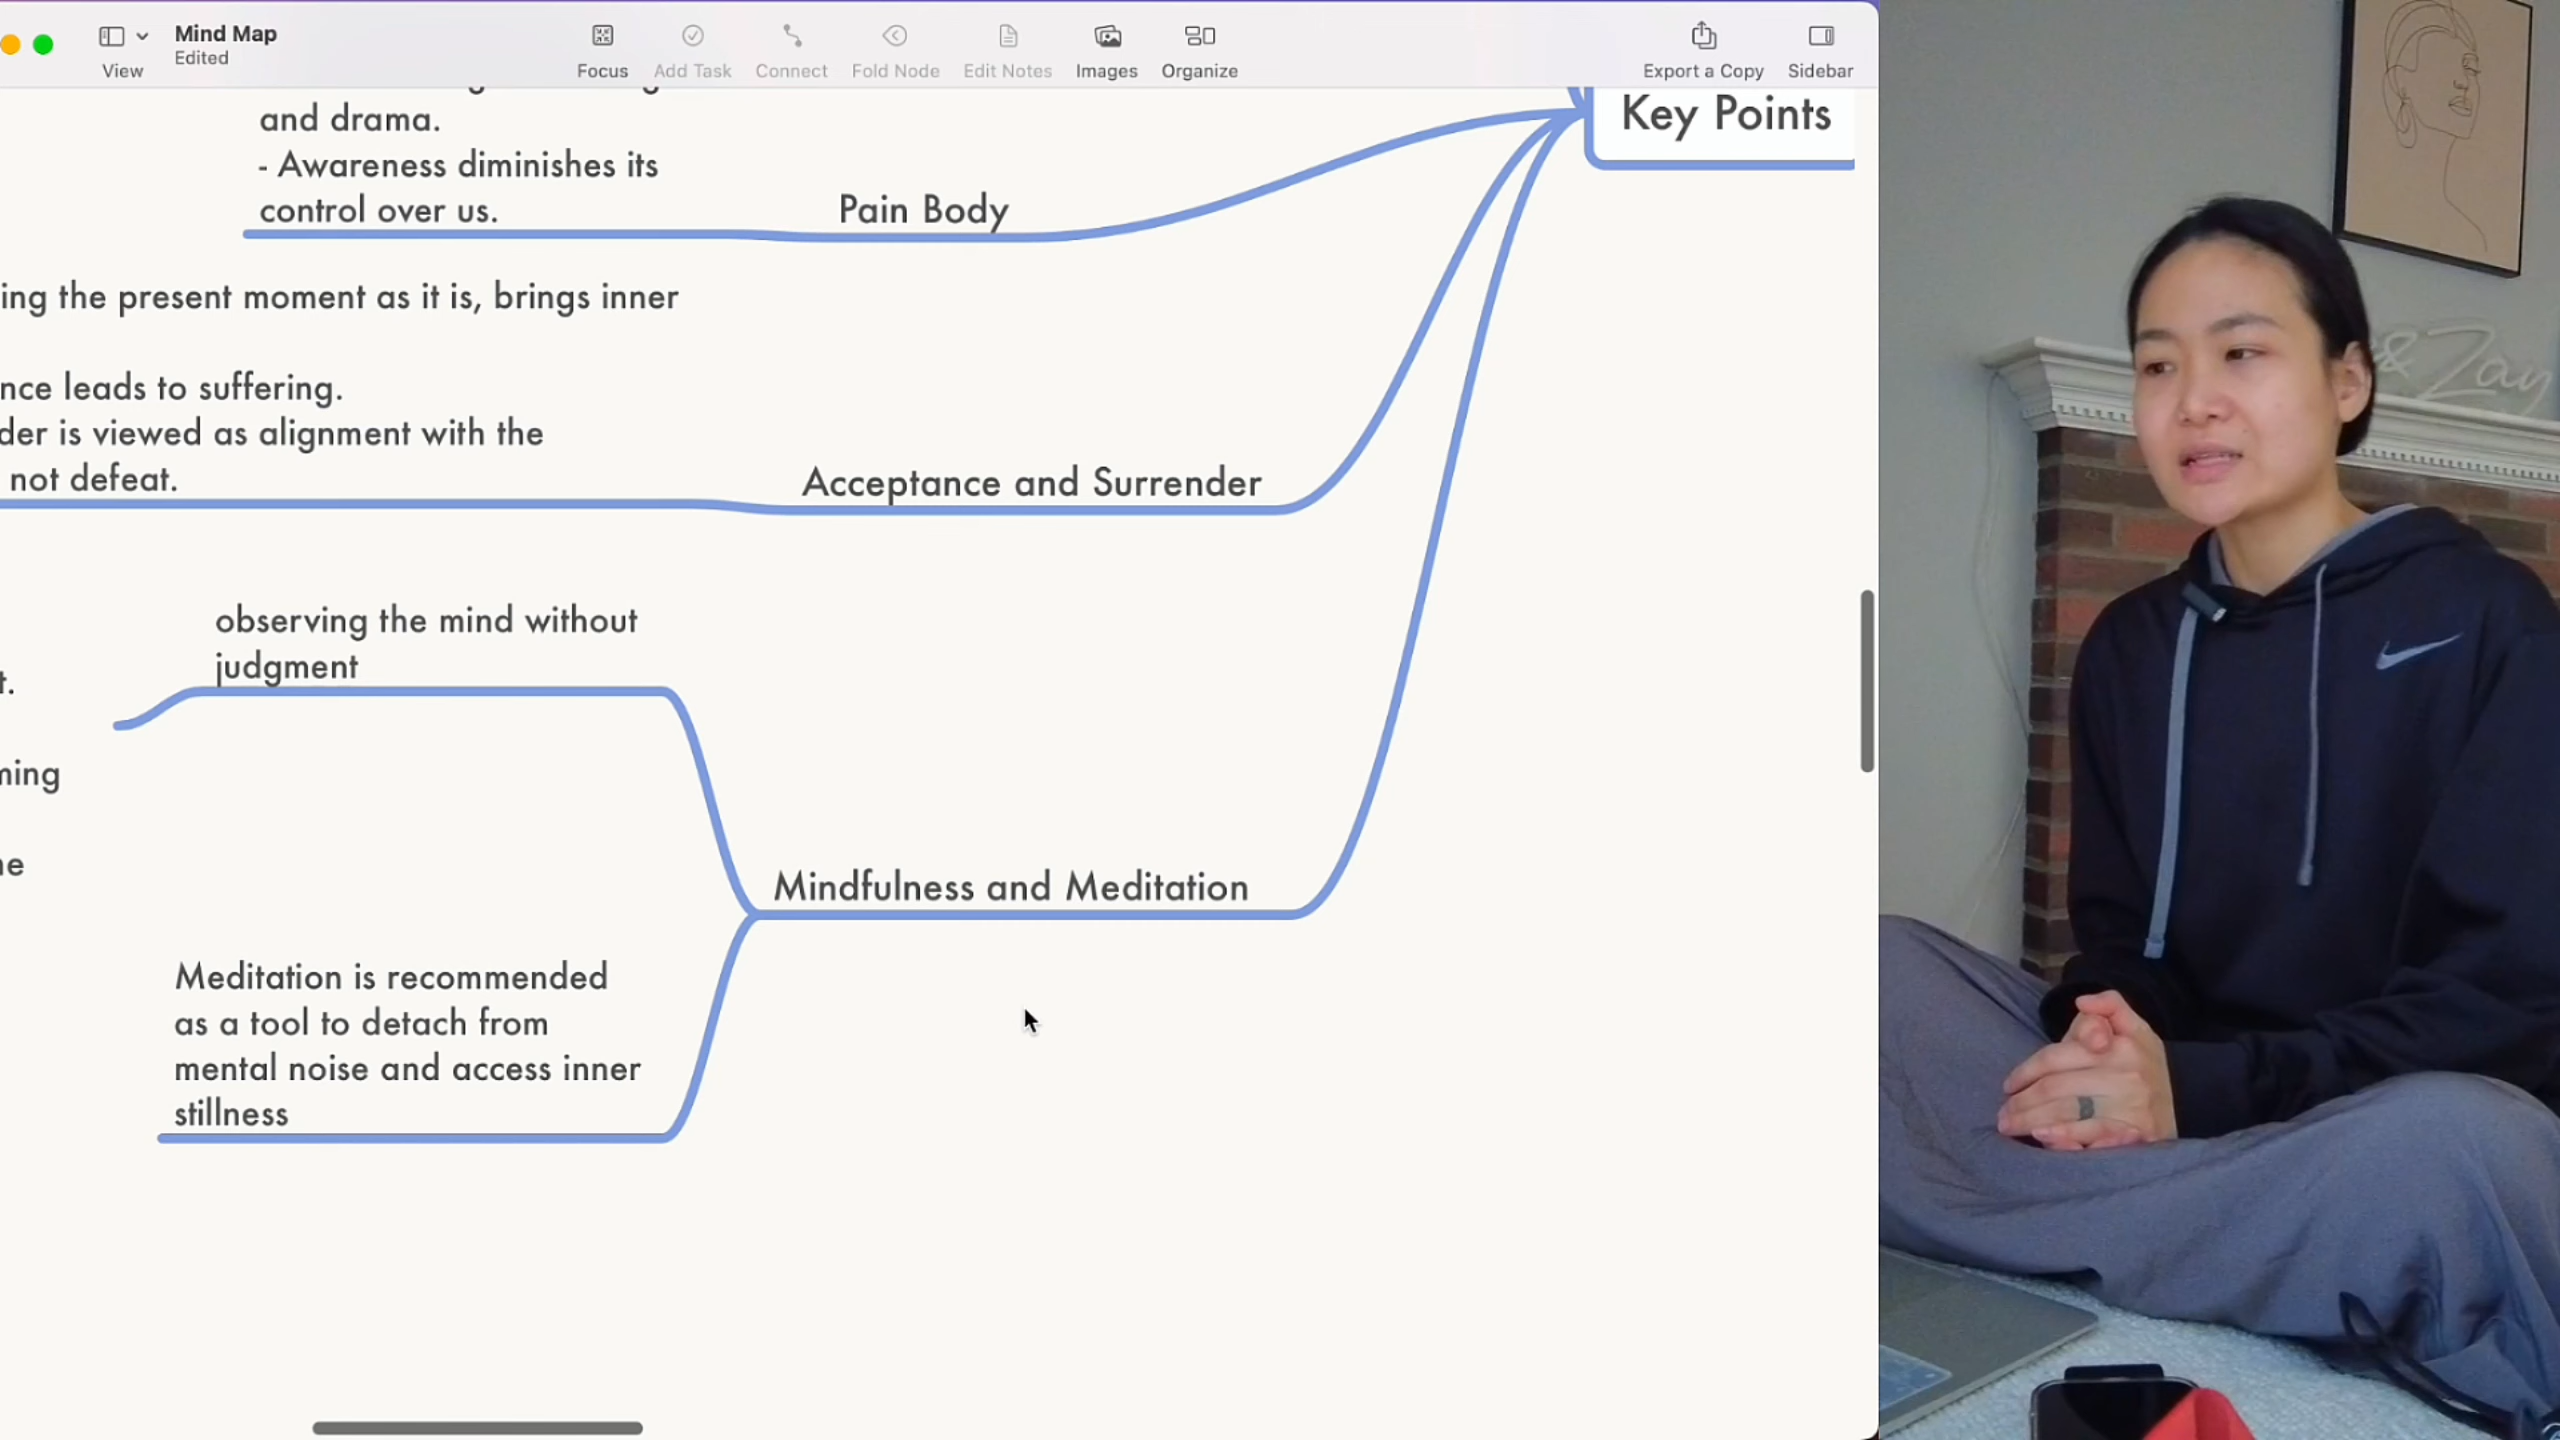 Mind Map
Edited
View
Focus
Add Task
Connect
Fold Node
Edit Notes
Images
Organize
Export a Copy
Sidebar
Key Points
and drama.
- Awareness diminishes its
control over us.
Pain Body
ing the present moment as it is, brings inner
nce leads to suffering.
der is viewed as alignment with the
not defeat.
Acceptance and Surrender
observing the mind without
judgment
t.
ning
ne
Mindfulness and Meditation
Meditation is recommended
as a tool to detach from
mental noise and access inner
stillness
&Zay